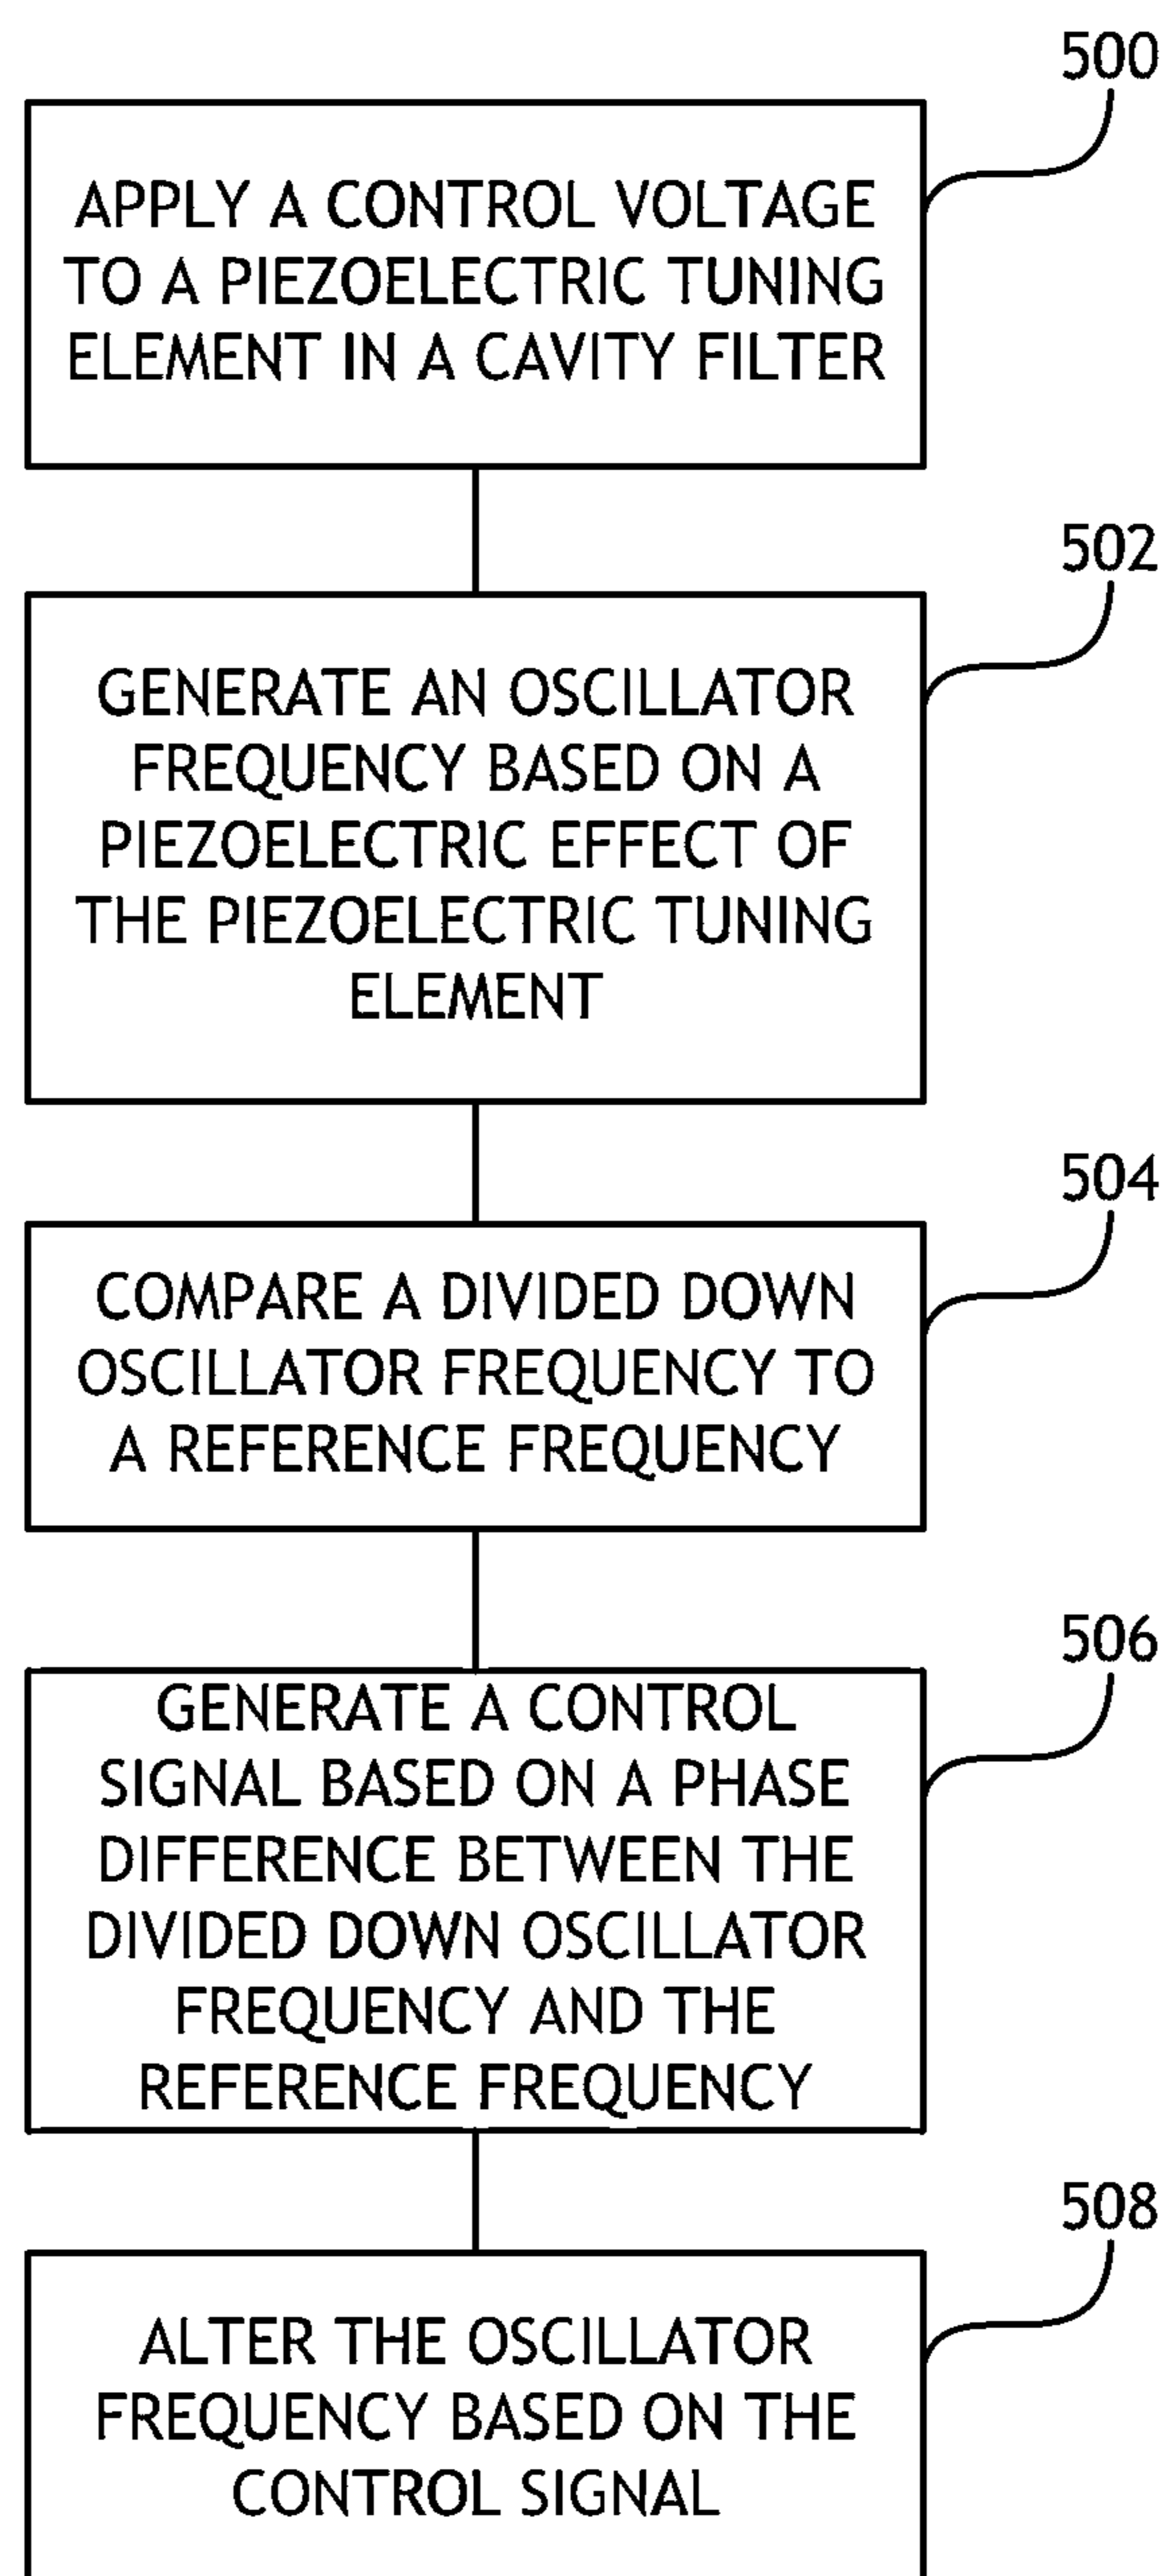 500
APPLY A CONTROL VOLTAGE
TO A PIEZOELECTRIC TUNING
ELEMENT IN A CAVITY FILTER
502
GENERATE AN OSCILLATOR
FREQUENCY BASED ON A
PIEZOELECTRIC EFFECT OF
THE PIEZOELECTRIC TUNING
ELEMENT
504
COMPARE A DIVIDED DOWN
OSCILLATOR FREQUENCY TO
A REFERENCE FREQUENCY
506
GENERATE A CONTROL
SIGNAL BASED ON A PHASE
DIFFERENCE BETWEEN THE
DIVIDED DOWN OSCILLATOR
FREQUENCY AND THE
REFERENCE FREQUENCY
508
ALTER THE OSCILLATOR
FREQUENCY BASED ON THE
CONTROL SIGNAL